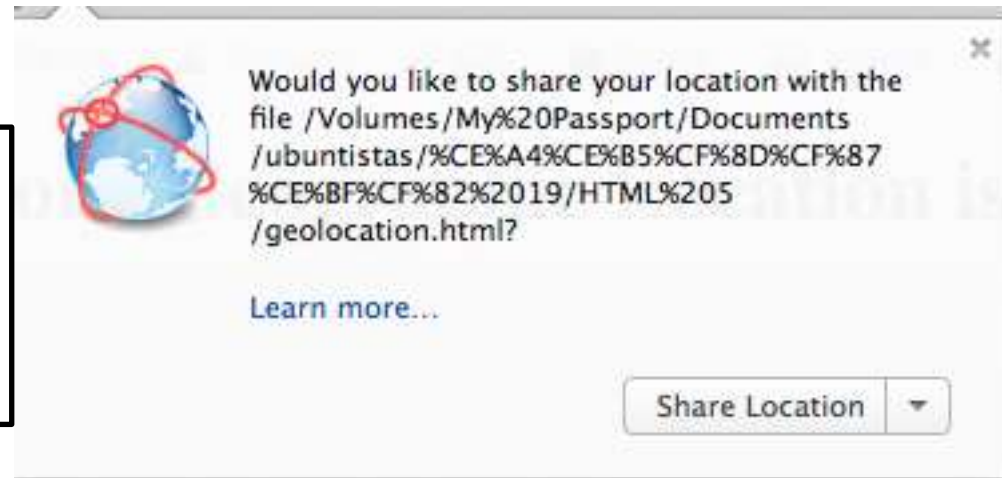 Would you like to share your location with the
file /Volumes/My%20Passport/Documents
/ubuntistas/%CE%A4%CE%B5%CF%8D%CF%87
%CE%BF%CF%82%2019/HTML%205
/geolocation.html?
Learn more...
Share Location